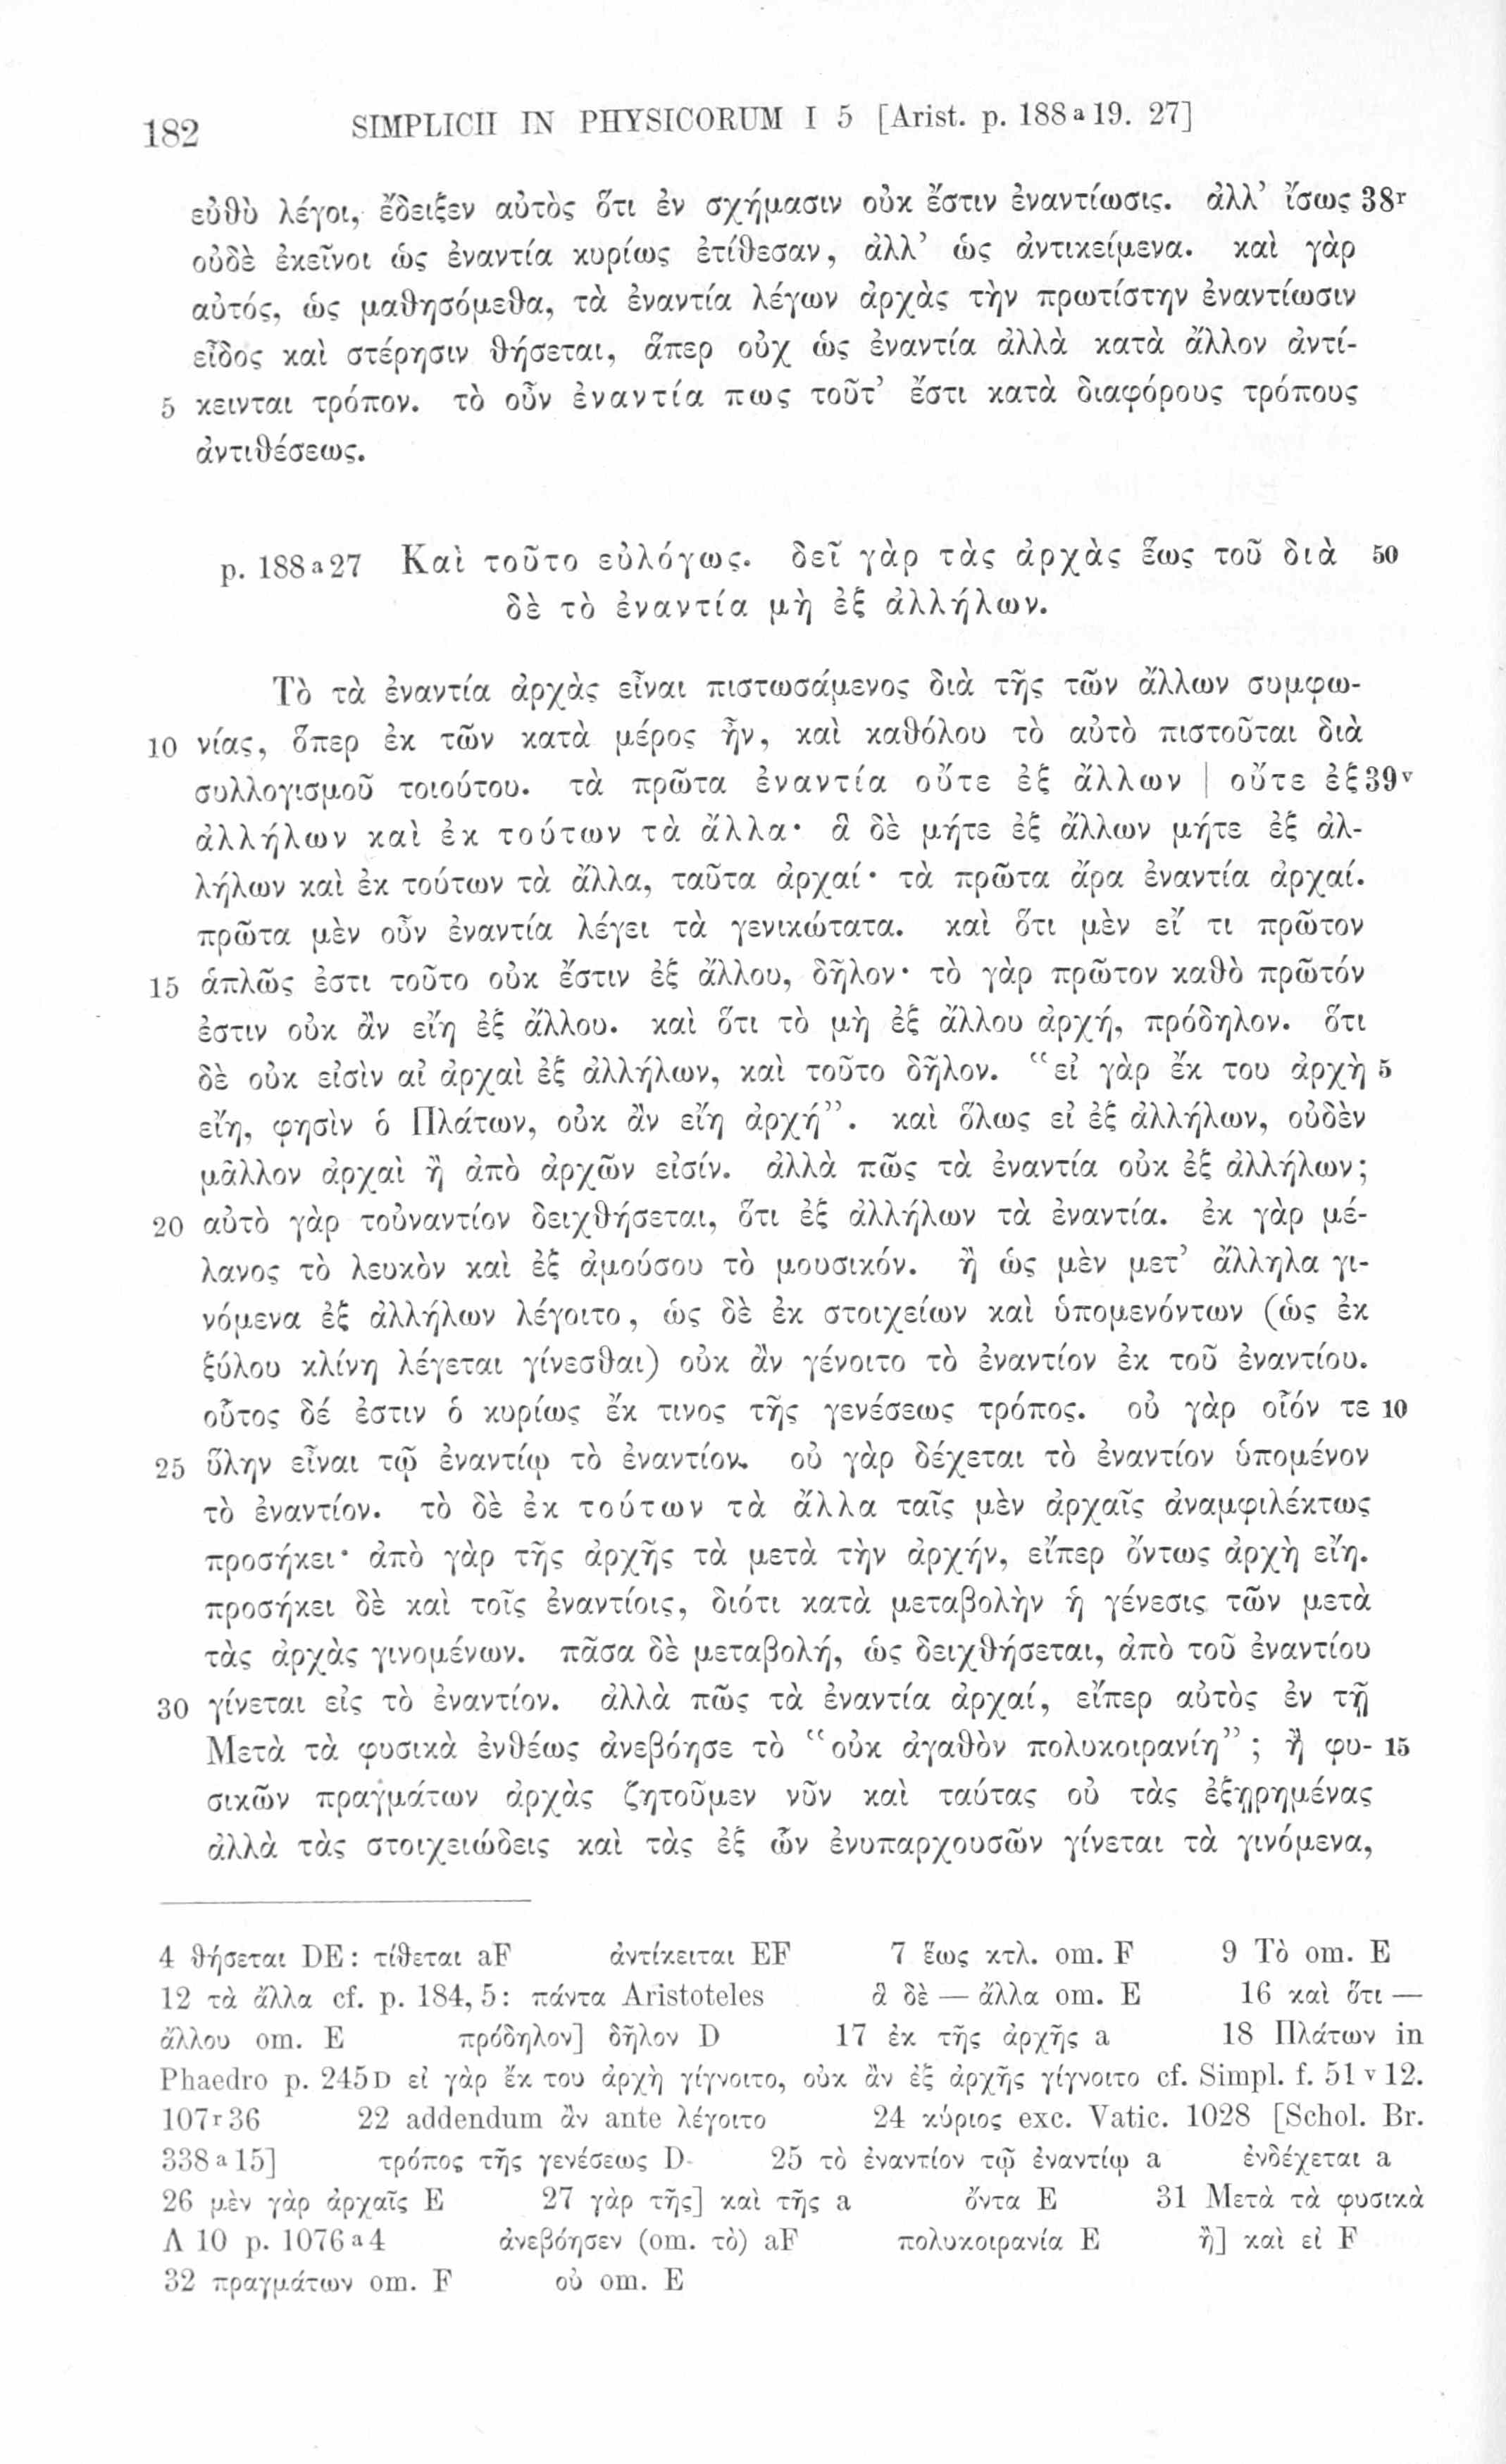 182 SIMPLICII IN PHYSICORUM I 5 [Arist. p. 188 a 19. 27]
εὐθὺ λέγοι, ἔδειξεν αὐτὸς ὅτι ἐν σχήμασιν οὐκ ἔστιν ἐναντίωσις. ἀλλ’ ἴσως 38r
οὐδὲ ἐκεῖνοι ὡς ἐναντία κυρίως ἐτίθεσαν, ἀλλ’ ὡς ἀντικείμενα. καὶ γὰρ
αὐτός, ὡς μαθησόμεθα, τὰ ἐναντία λέγων ἀρχὰς τὴν πρωτίστην ἐναντίωσιν
εἶδος καὶ στέρησιν θήσεται, ἅπερ οὐχ ὡς ἐναντία ἀλλὰ κατὰ ἄλλον ἀντί-
5 κεινται τρόπον. τὸ οὖν ἐναντία πως τοῦτ’ ἔστι κατὰ διαφόρους τρόπους
ἀντιθέσεως.
p. 188 a 27 Καὶ τοῦτο εὐλόγως. δεῖ γὰρ τὰς ἀρχὰς ἕως τοῦ διὰ 50
δὲ τὸ ἐναντία μὴ ἐξ ἀλλήλων.
Τὸ τὰ ἐναντία ἀρχὰς εἶναι πιστωσάμενος διὰ τῆς τῶν ἄλλων συμφω-
10 νίας, ὅπερ ἐκ τῶν κατὰ μέρος ἦν, καὶ καθόλου τὸ αὐτὸ πιστοῦται διὰ
συλλογισμοῦ τοιούτου. τὰ πρῶτα ἐναντία οὔτε ἐξ ἄλλων | οὔτε ἐξ 39v
ἀλλήλων καὶ ἐκ τούτων τὰ ἄλλα· ἃ δὲ μήτε ἐξ ἄλλων μήτε ἐξ ἀλ-
λήλων καὶ ἐκ τούτων τὰ ἄλλα, ταῦτα ἀρχαί· τὰ πρῶτα ἄρα ἐναντία ἀρχαί.
πρῶτα μὲν οὖν ἐναντία λέγει τὰ γενικώτατα. καὶ ὅτι μὲν εἴ τι πρῶτον
15 ἁπλῶς ἐστι τοῦτο οὐκ ἔστιν ἐξ ἄλλου, δῆλον· τὸ γὰρ πρῶτον καθὸ πρῶτόν
ἐστιν οὐκ ἂν εἴη ἐξ ἄλλου. καὶ ὅτι τὸ μὴ ἐξ ἄλλου ἀρχή, πρόδηλον. ὅτι
δὲ οὐκ εἰσὶν αἱ ἀρχαὶ ἐξ ἀλλήλων, καὶ τοῦτο δῆλον. “εἰ γὰρ ἔκ του ἀρχὴ 5
εἴη, φησὶν ὁ Πλάτων, οὐκ ἂν εἴη ἀρχή”. καὶ ὅλως εἰ ἐξ ἀλλήλων, οὐδὲν
μᾶλλον ἀρχαὶ ἢ ἀπὸ ἀρχῶν εἰσίν. ἀλλὰ πῶς τὰ ἐναντία οὐκ ἐξ ἀλλήλων;
20 αὐτὸ γὰρ τοὐναντίον δειχθήσεται, ὅτι ἐξ ἀλλήλων τὰ ἐναντία. ἐκ γὰρ μέ-
λανος τὸ λευκὸν καὶ ἐξ ἀμούσου τὸ μουσικόν. ἢ ὡς μὲν μετ’ ἄλληλα γι-
νόμενα ἐξ ἀλλήλων λέγοιτο, ὡς δὲ ἐκ στοιχείων καὶ ὑπομενόντων (ὡς ἐκ
ξύλου κλίνη λέγεται γίνεσθαι) οὐκ ἂν γένοιτο τὸ ἐναντίον ἐκ τοῦ ἐναντίου.
οὗτος δέ ἐστιν ὁ κυρίως ἔκ τινος τῆς γενέσεως τρόπος. οὐ γὰρ οἷόν τε 10
25 ὕλην εἶναι τῷ ἐναντίῳ τὸ ἐναντίον. οὐ γὰρ δέχεται τὸ ἐναντίον ὑπομένον
τὸ ἐναντίον. τὸ δὲ ἐκ τούτων τὰ ἄλλα ταῖς μὲν ἀρχαῖς ἀναμφιλέκτως
προσήκει· ἀπὸ γὰρ τῆς ἀρχῆς τὰ μετὰ τὴν ἀρχήν, εἴπερ ὄντως ἀρχὴ εἴη.
προσήκει δὲ καὶ τοῖς ἐναντίοις, διότι κατὰ μεταβολὴν ἡ γένεσις τῶν μετὰ
τὰς ἀρχὰς γινομένων. πᾶσα δὲ μεταβολή, ὡς δειχθήσεται, ἀπὸ τοῦ ἐναντίου
30 γίνεται εἰς τὸ ἐναντίον. ἀλλὰ πῶς τὰ ἐναντία ἀρχαί, εἴπερ αὐτὸς ἐν τῇ
Μετὰ τὰ φυσικὰ ἐνθέως ἀνεβόησε τὸ “οὐκ ἀγαθὸν πολυκοιρανίη”; ἢ φυ- 15
σικῶν πραγμάτων ἀρχὰς ζητοῦμεν νῦν καὶ ταύτας οὐ τὰς ἐξῃρημένας
ἀλλὰ τὰς στοιχειώδεις καὶ τὰς ἐξ ὧν ἐνυπαρχουσῶν γίνεται τὰ γινόμενα,
4 θήσεται DE: τίθεται aF ἀντίκειται EF 7 ἕως κτλ. om. F 9 Τὸ om. E
12 τὰ ἄλλα cf. p. 184, 5: πάντα Aristoteles ἃ δὲ — ἄλλα om. E 16 καὶ ὅτι —
ἄλλου om. E πρόδηλον] δῆλον D 17 ἐκ τῆς ἀρχῆς a 18 Πλάτων in
Phaedro p. 245D εἰ γὰρ ἔκ του ἀρχὴ γίγνοιτο, οὐκ ἂν ἐξ ἀρχῆς γίγνοιτο cf. Simpl. f. 51 v 12.
107r36 22 addendum ἂν ante λέγοιτο 24 κύριος exc. Vatic. 1028 [Schol. Br.
338 a 15] τρόπος τῆς γενέσεως D 25 τὸ ἐναντίον τῷ ἐναντίῳ a ἐνδέχεται a
26 μὲν γὰρ ἀρχαῖς E 27 γὰρ τῆς] καὶ τῆς a ὄντα E 31 Μετὰ τὰ φυσικὰ
Λ 10 p. 1076 a 4 ἀνεβόησεν (om. τὸ) aF πολυκοιρανία E ἢ] καὶ εἰ F
32 πραγμάτων om. F οὐ om. E